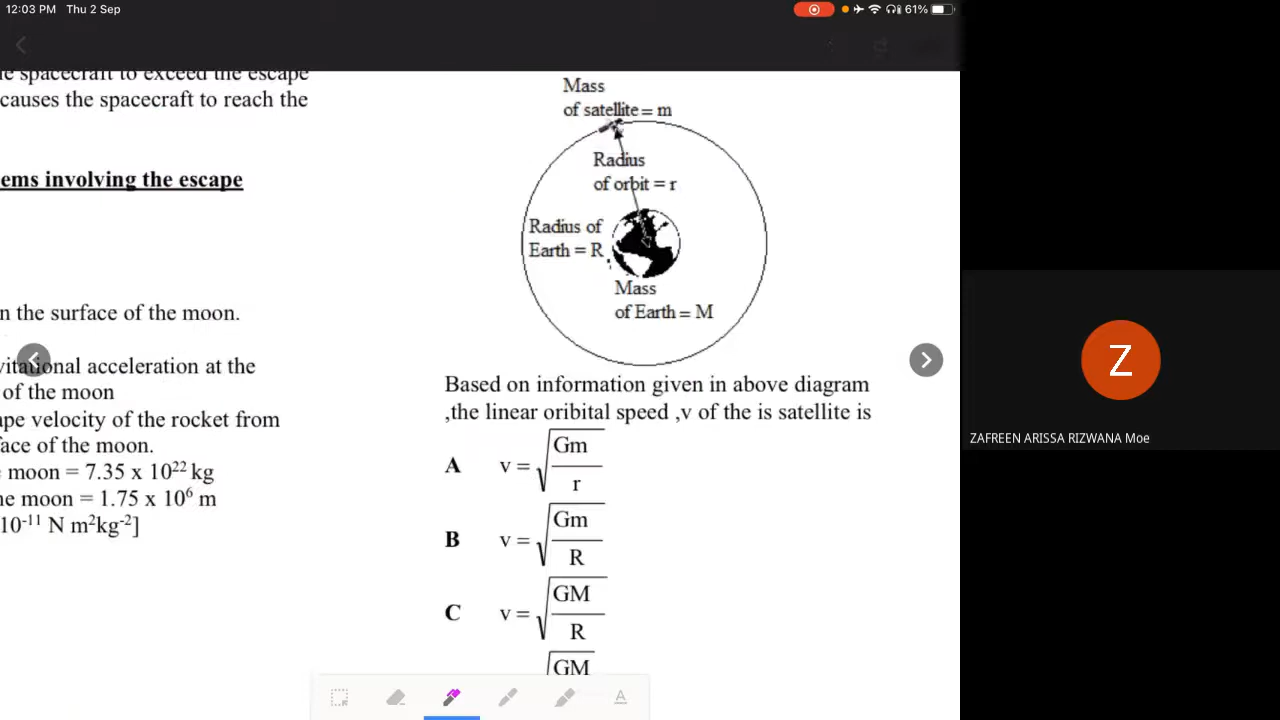 12:03 PM Thu 2 Sep
61%
spacecraft to exceed the escape
causes the spacecraft to reach the
ems involving the escape
n the surface of the moon.
vitational acceleration at the
of the moon
ape velocity of the rocket from
face of the moon.
e moon = 7.35 x 10²² kg
he moon = 1.75 x 10⁶ m
10⁻¹¹ N m²kg⁻²]
Mass
of satellite = m
Radius
of orbit = r
Radius of
Earth = R
Mass
of Earth = M
Based on information given in above diagram
,the linear oribital speed ,v of the is satellite is
A v = √(Gm/r)
B v = √(Gm/R)
C v = √(GM/R)
√GM
A
Z
ZAFREEN ARISSA RIZWANA Moe